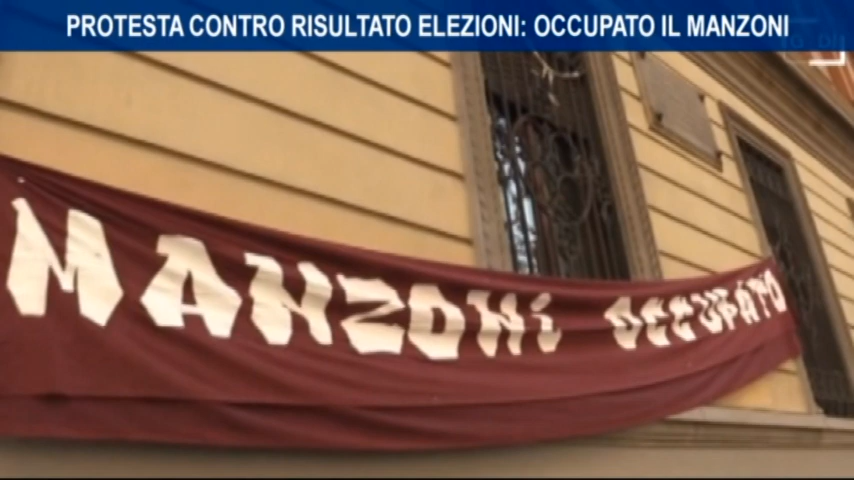 PROTESTA CONTRO RISULTATO ELEZIONI: OCCUPATO IL MANZONI
MANZONi OCCUPATO